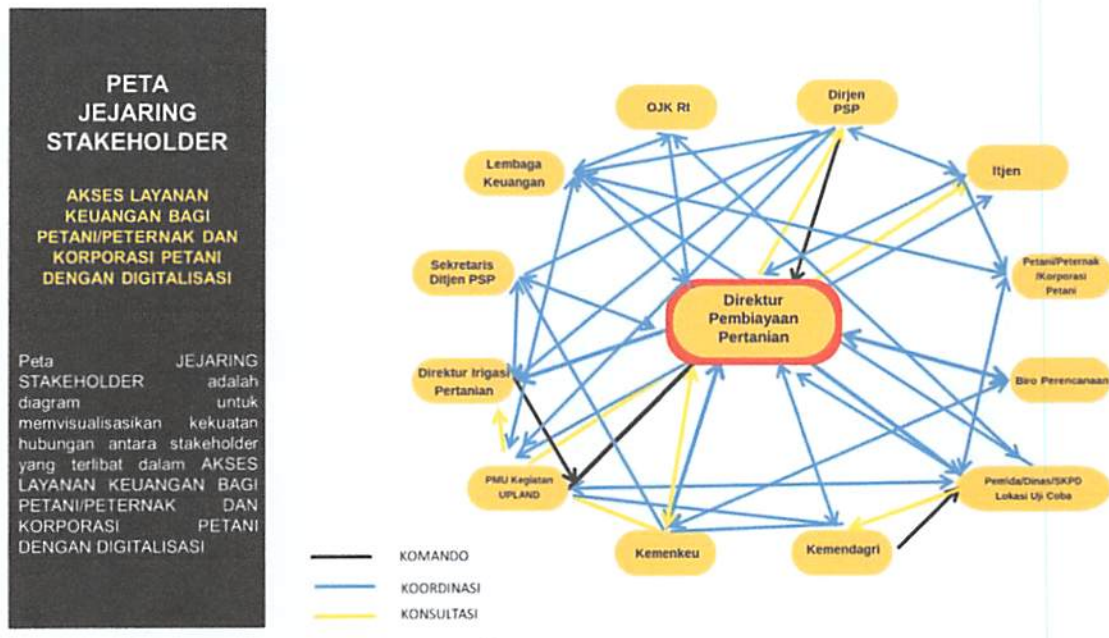 PETA
JEJARING
STAKEHOLDER
AKSES LAYANAN
KEUANGAN BAGI
PETANI/PETERNAK DAN
KORPORASI PETANI
DENGAN DIGITALISASI
Peta JEJARING
STAKEHOLDER adalah
diagram untuk
memvisualisasikan kekuatan
hubungan antara stakeholder
yang terlibat dalam AKSES
LAYANAN KEUANGAN BAGI
PETANI/PETERNAK DAN
KORPORASI PETANI
DENGAN DIGITALISASI
OJK RI
Dirjen
PSP
Lembaga
Keuangan
Itjen
Sekretaris
Ditjen PSP
Petani/Peternak
/Korporasi
Petani
Direktur
Pembiayaan
Pertanian
Direktur Irigasi
Pertanian
Biro Perencanaan
PMU Kegiatan
UPLAND
Pemda/Dinas/SKPD
Lokasi Uji Coba
Kemenkeu
Kemendagri
KOMANDO
KOORDINASI
KONSULTASI